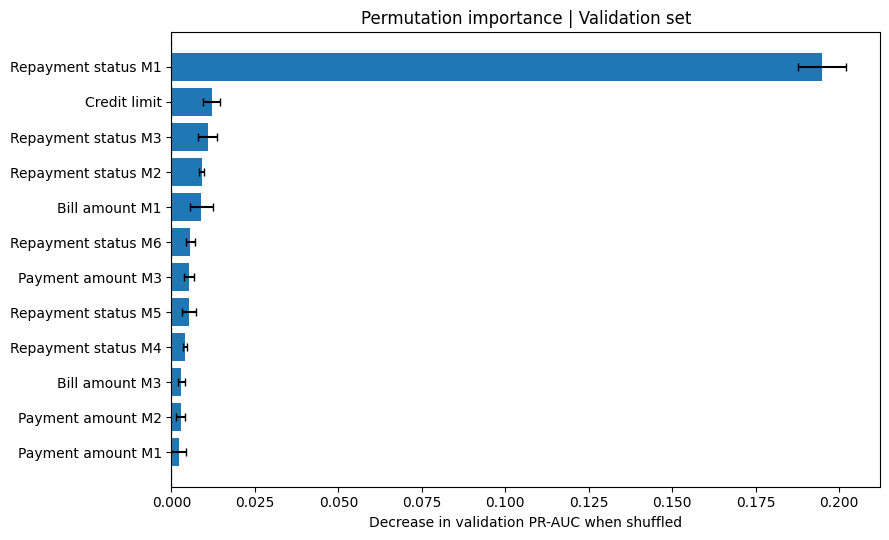 Permutation importance | Validation set
Repayment status M1
Credit limit
Repayment status M3
Repayment status M2
Bill amount M1
Repayment status M6
Payment amount M3
Repayment status M5
Repayment status M4
Bill amount M3
Payment amount M2
Payment amount M1
0.000 0.025 0.050 0.075 0.100 0.125 0.150 0.175 0.200
Decrease in validation PR-AUC when shuffled